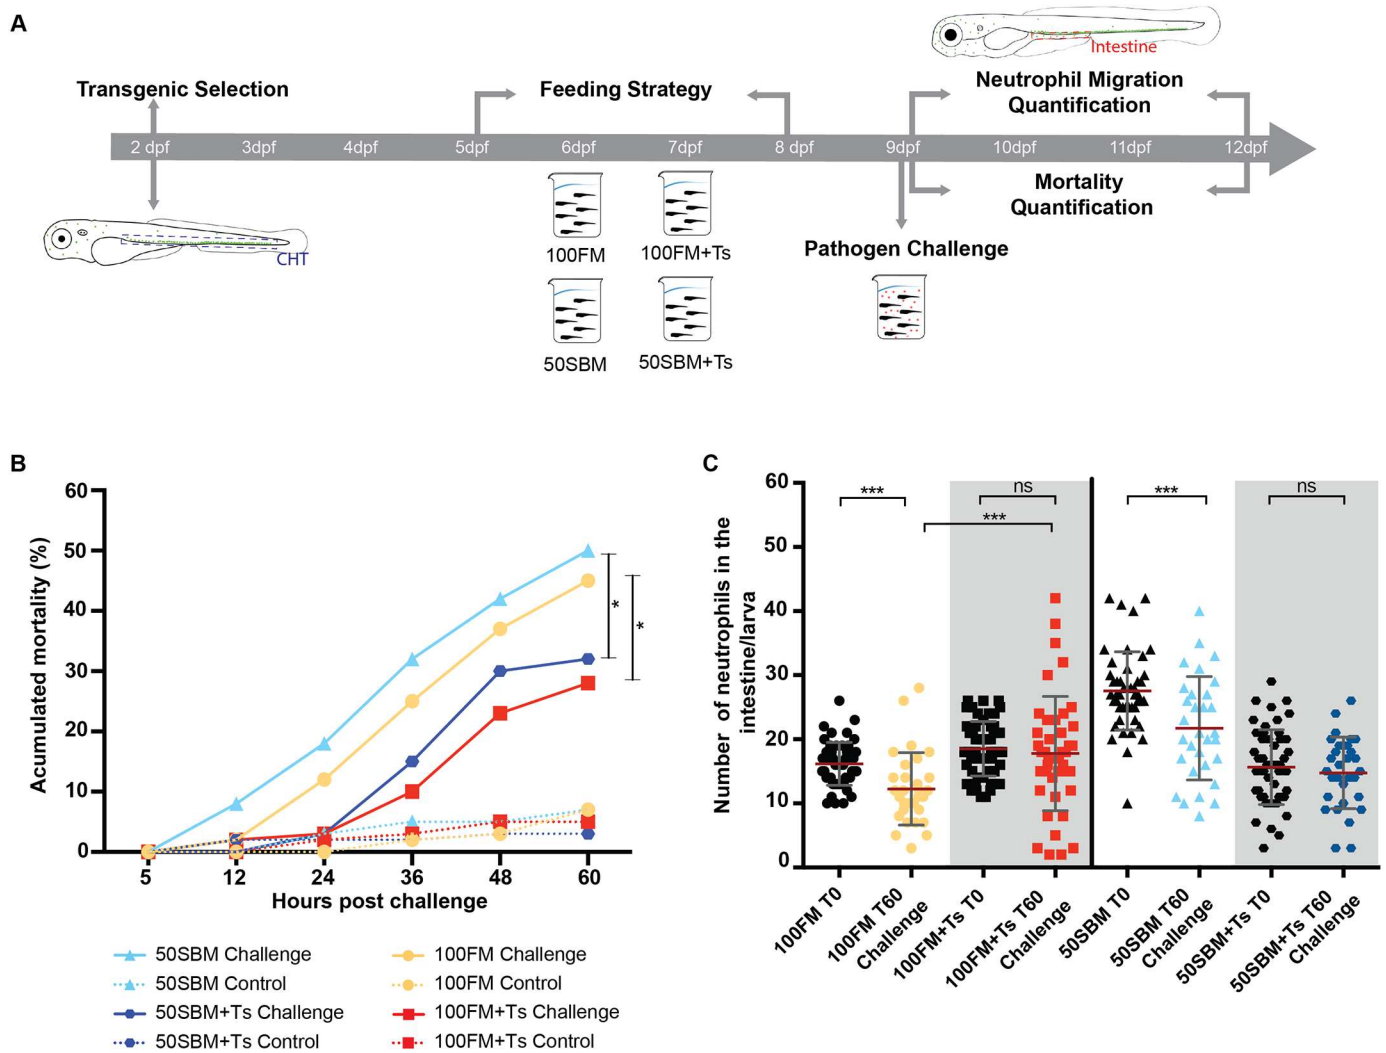 A
Intestine
Transgenic Selection
Feeding Strategy
Neutrophil Migration
Quantification
2 dpf 3dpf 4dpf 5dpf 6dpf 7dpf 8 dpf 9dpf 10dpf 11dpf 12dpf
CHT
100FM
100FM+Ts
50SBM
50SBM+Ts
Mortality
Quantification
Pathogen Challenge
B
Acumulated mortality (%)
60
50
40
30
20
10
0
5 12 24 36 48 60
Hours post challenge
*
*
50SBM Challenge
50SBM Control
50SBM+Ts Challenge
50SBM+Ts Control
100FM Challenge
100FM Control
100FM+Ts Challenge
100FM+Ts Control
C
Number of neutrophils in the
intestine/larva
60
50
40
30
20
10
0
***
ns
***
***
ns
100FM T0
100FM T60
Challenge
100FM+Ts T0
100FM+Ts T60
Challenge
50SBM T0
50SBM T60
Challenge
50SBM+Ts T0
50SBM+Ts T60
Challenge